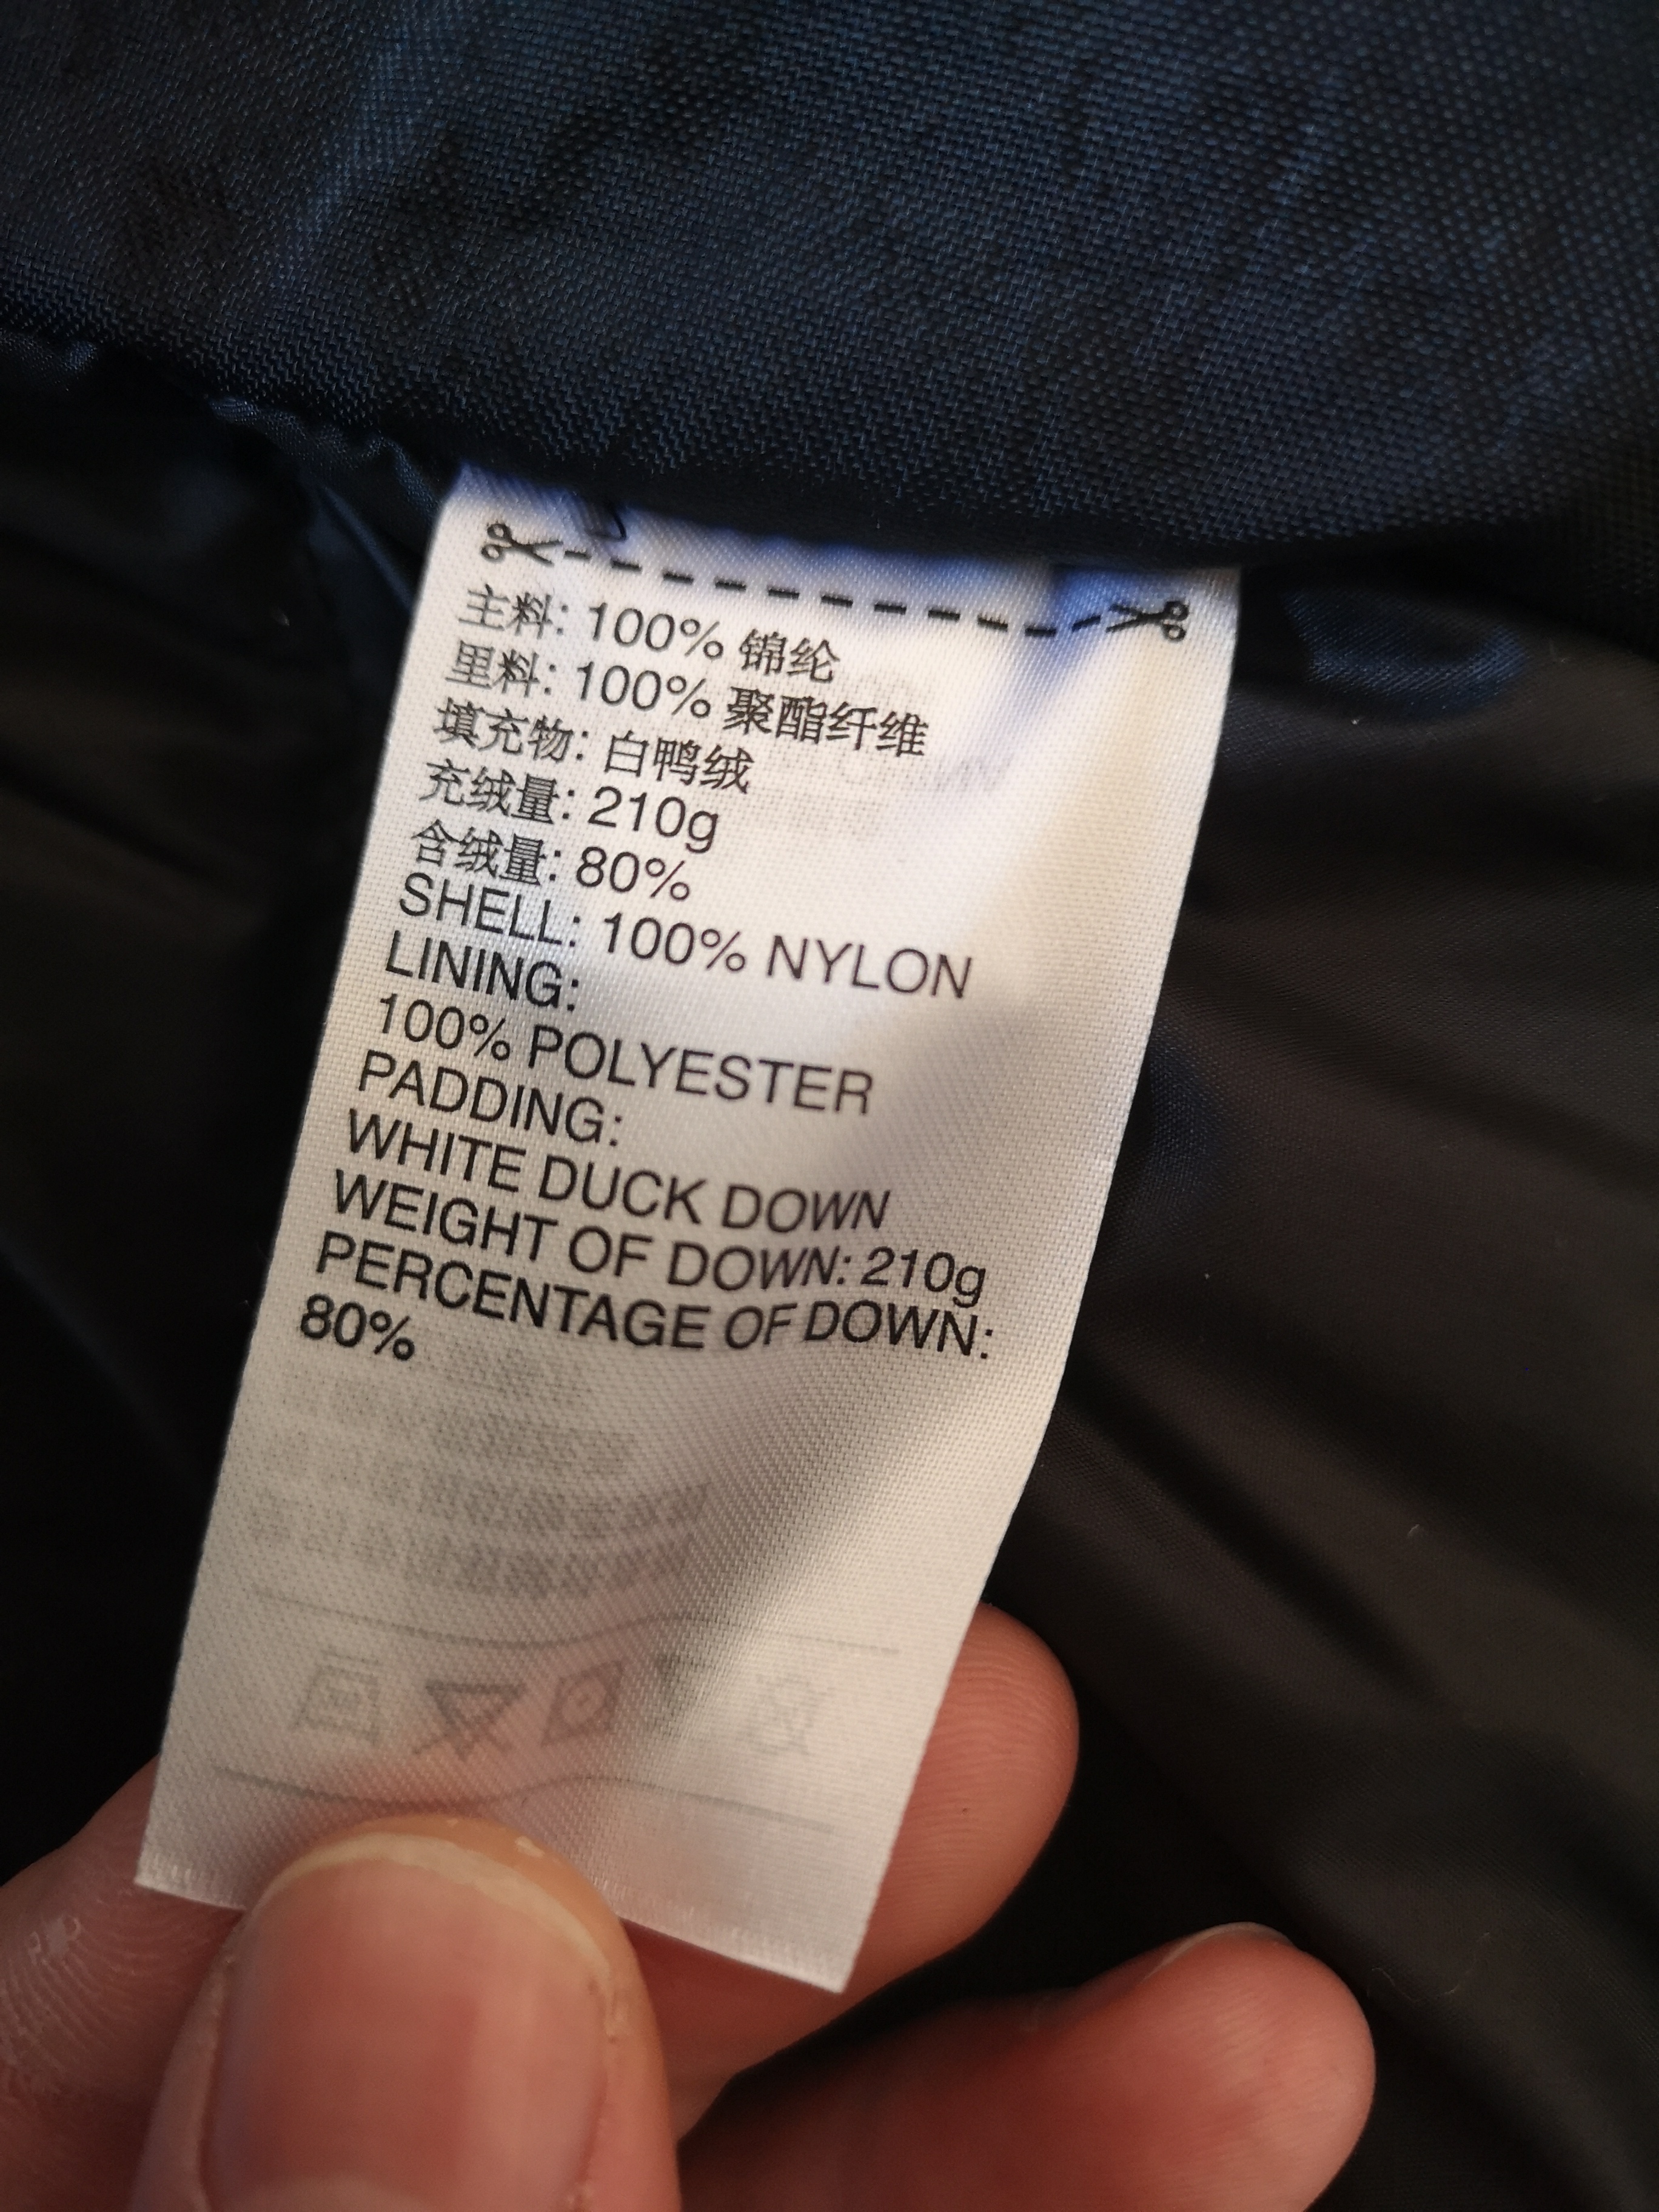 主料: 100% 锦纶
里料: 100% 聚酯纤维
填充物: 白鸭绒
充绒量: 210g
含绒量: 80%
SHELL: 100% NYLON
LINING:
100% POLYESTER
PADDING:
WHITE DUCK DOWN
WEIGHT OF DOWN: 210g
PERCENTAGE OF DOWN:
80%